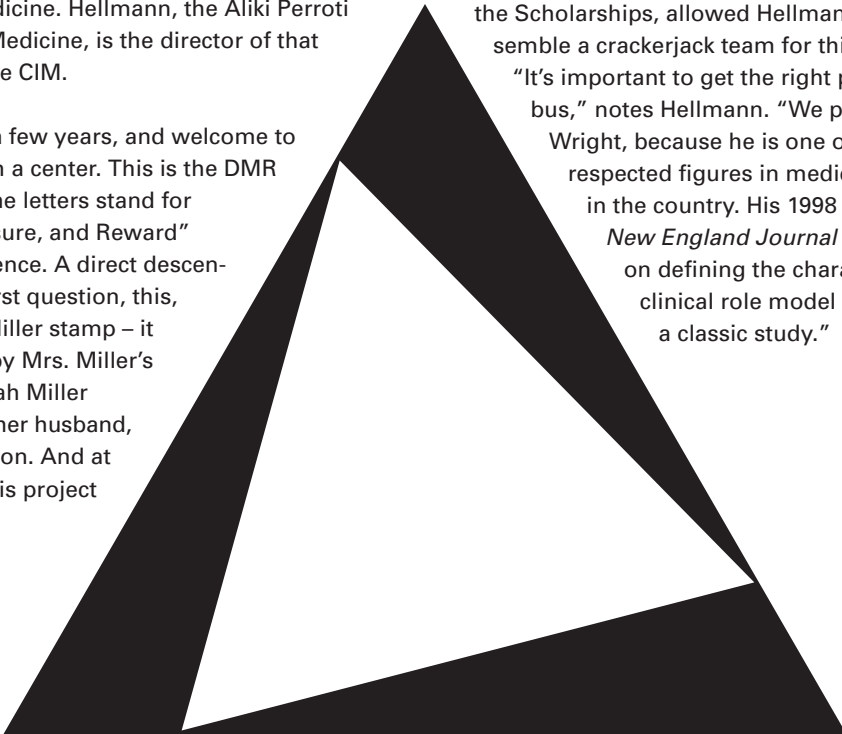 dicine. Hellmann, the Aliki Perroti
Medicine, is the director of that
e CIM.
a few years, and welcome to
n a center. This is the DMR
he letters stand for
sure, and Reward”
ence. A direct descen-
rst question, this,
Miller stamp – it
by Mrs. Miller’s
ah Miller
her husband,
on. And at
is project
the Scholarships, allowed Hellman
semble a crackerjack team for thi
“It’s important to get the right p
bus,” notes Hellmann. “We p
Wright, because he is one o
respected figures in medic
in the country. His 1998
New England Journal
on defining the chara
clinical role model
a classic study.”